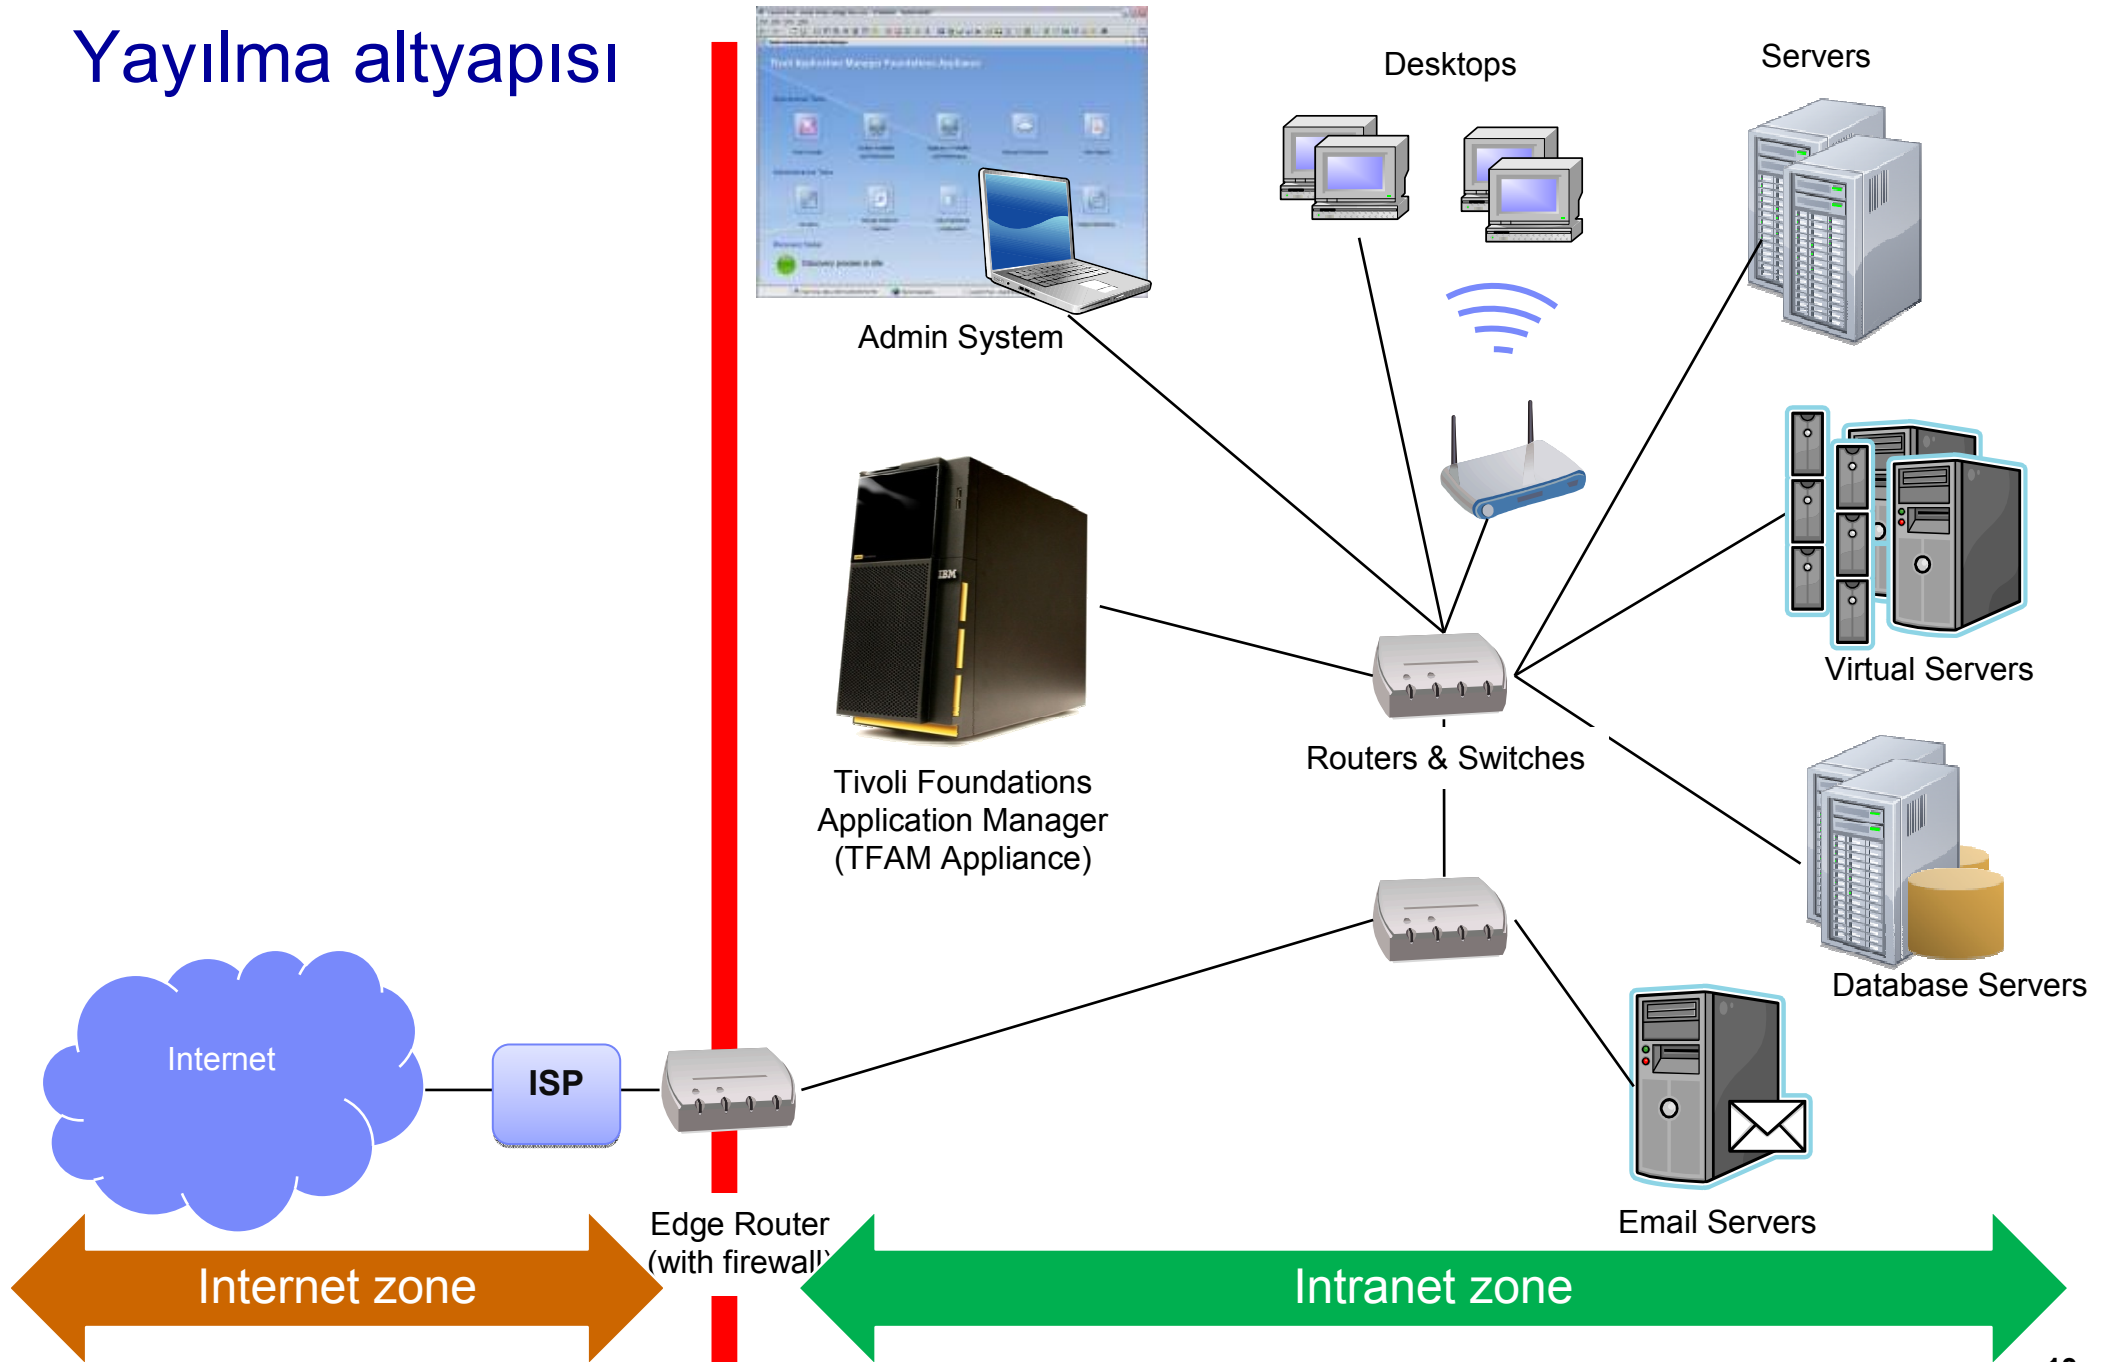 Yayılma altyapısı
Desktops
Servers
Admin System
IBM
Virtual Servers
Routers & Switches
Tivoli Foundations
Application Manager
(TFAM Appliance)
Database Servers
Internet
ISP
Edge Router
(with firewall)
Email Servers
Internet zone
Intranet zone